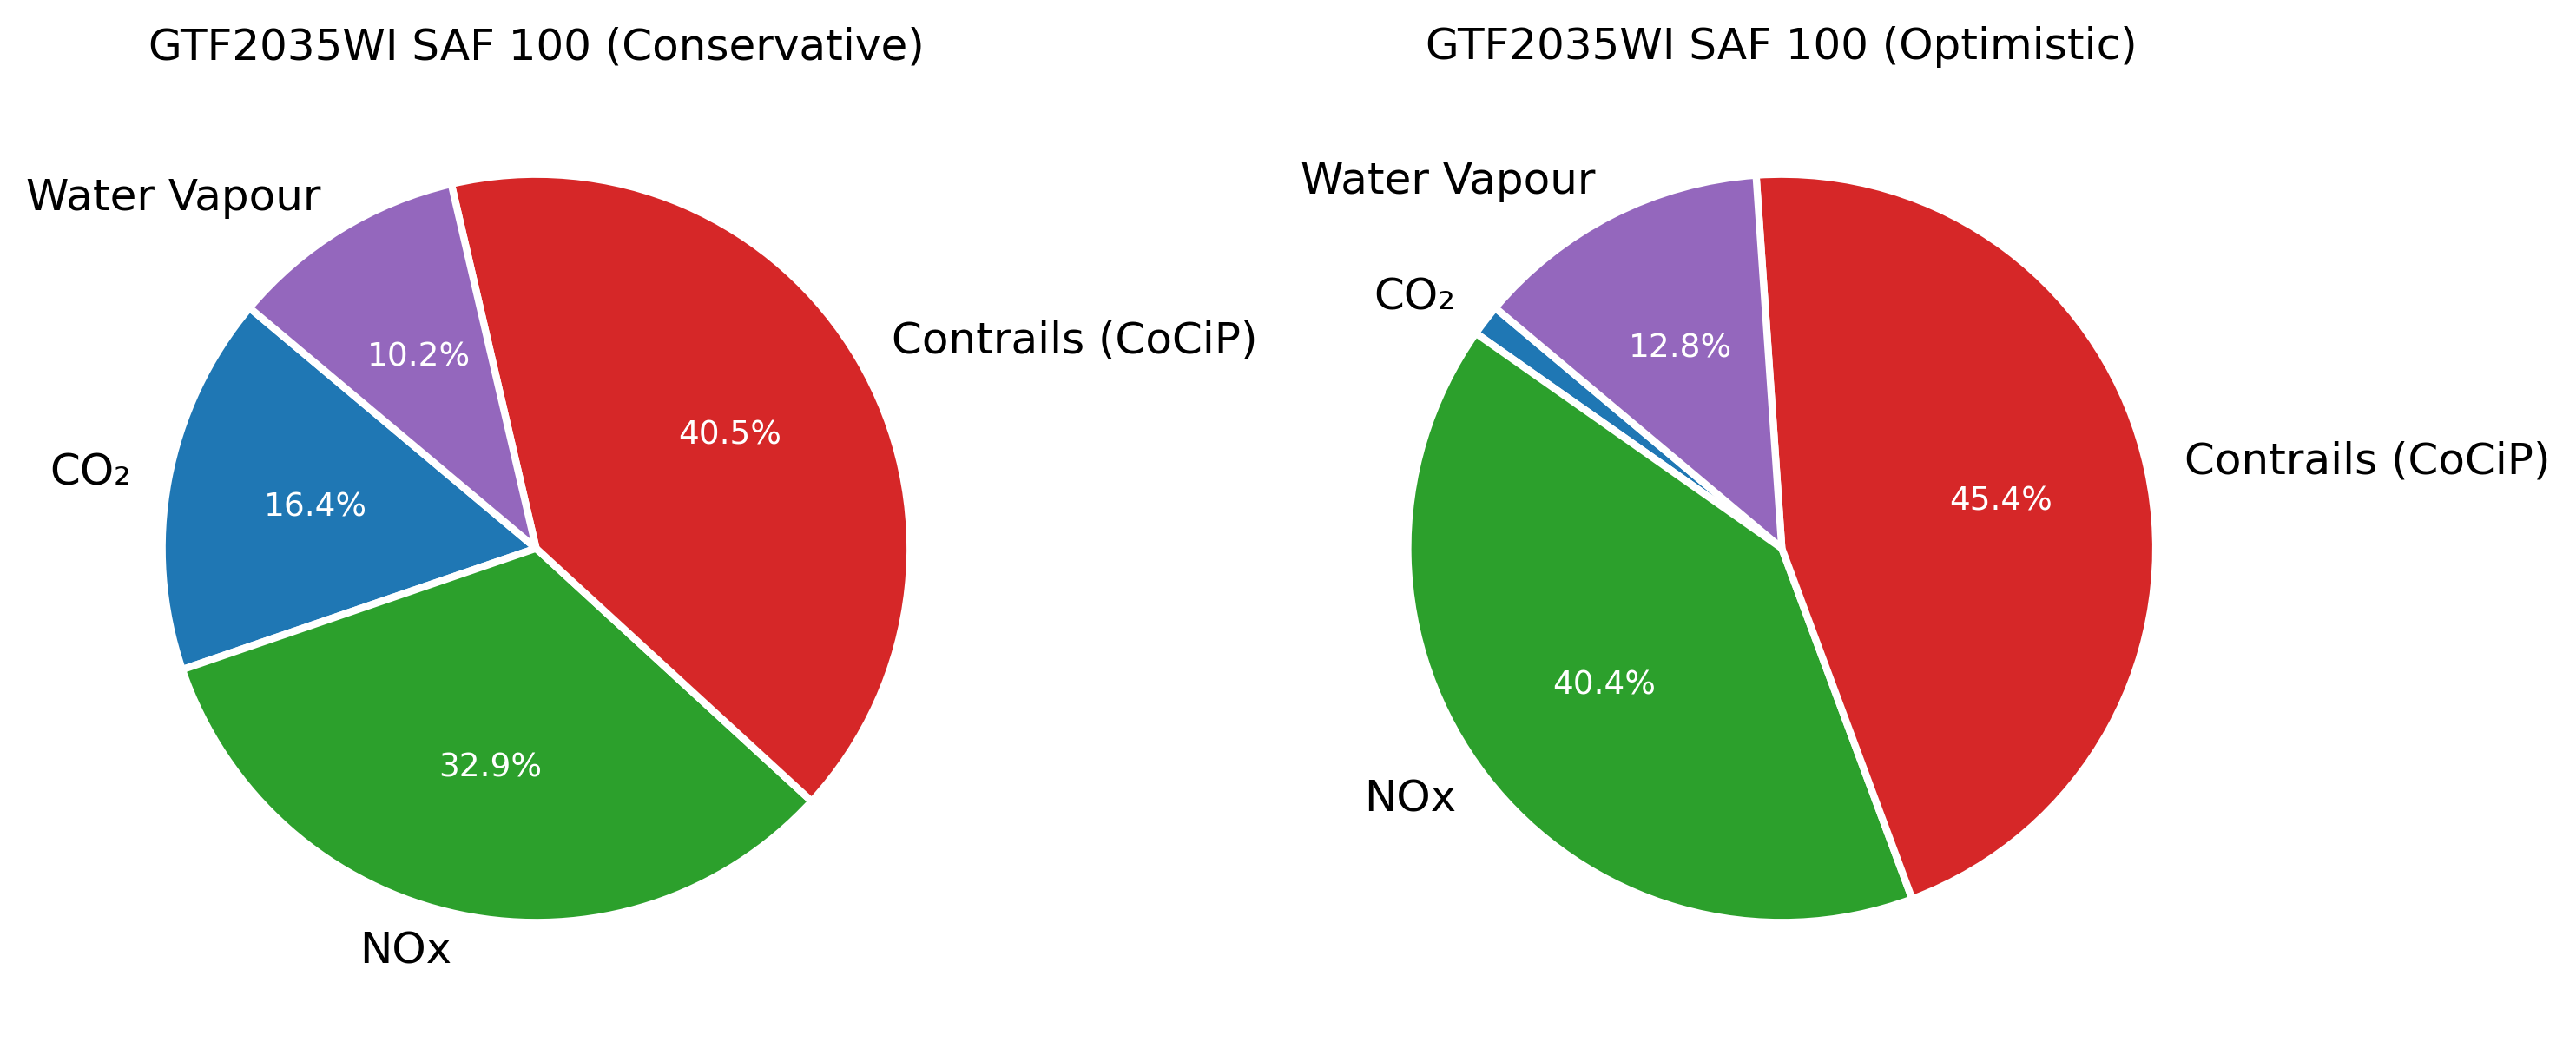 GTF2035WI SAF 100 (Conservative)
Water Vapour
10.2%
Contrails (CoCiP)
40.5%
CO₂
16.4%
32.9%
NOx
GTF2035WI SAF 100 (Optimistic)
Water Vapour
CO₂
12.8%
Contrails (CoCiP)
45.4%
40.4%
NOx